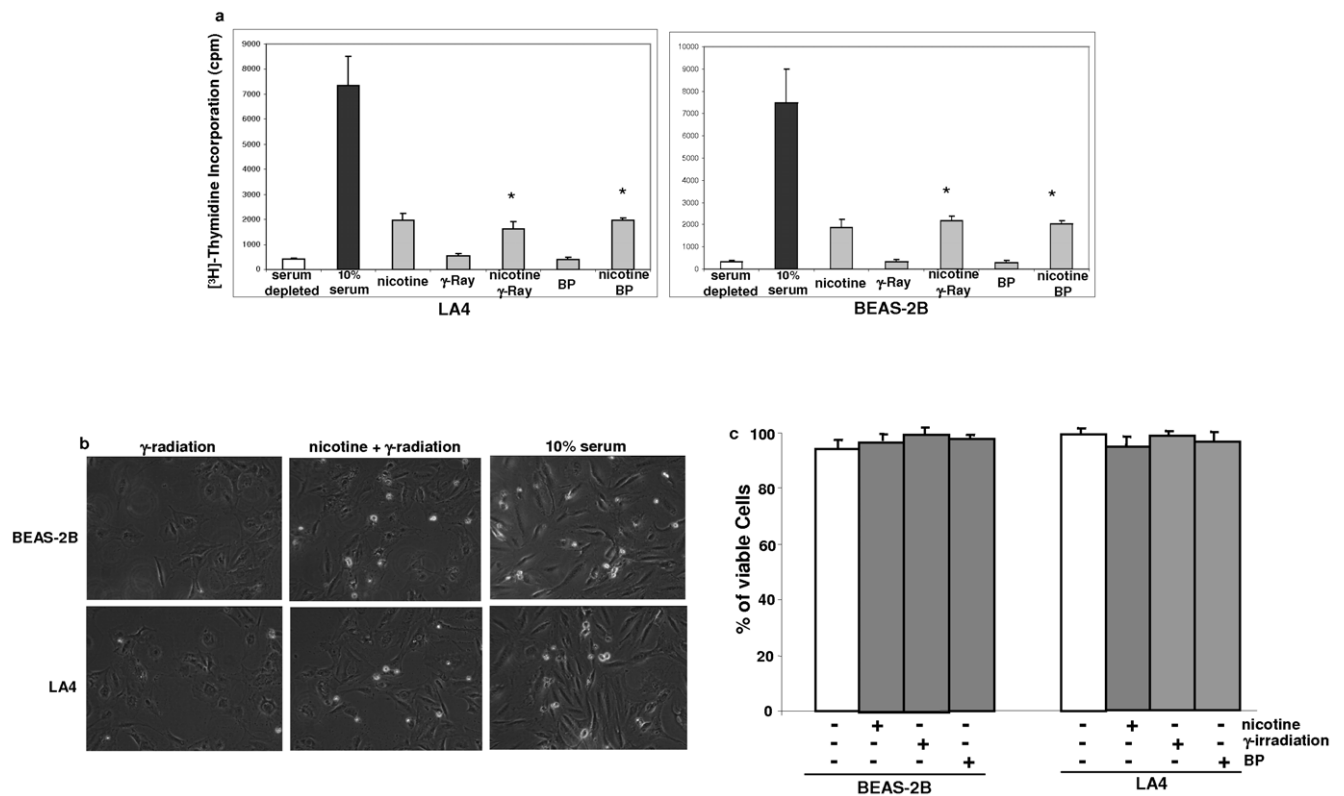 a
[³H]-Thymidine Incorporation (cpm)
9000
8000
7000
6000
5000
4000
3000
2000
1000
0
serum depleted
10% serum
nicotine
γ-Ray
nicotine γ-Ray
BP
nicotine BP
LA4
10000
9000
8000
7000
6000
5000
4000
3000
2000
1000
0
* *
* *
serum depleted
10% serum
nicotine
γ-Ray
nicotine γ-Ray
BP
nicotine BP
BEAS-2B
b
γ-radiation
nicotine + γ-radiation
10% serum
BEAS-2B
LA4
c
% of viable Cells
100
80
60
40
20
0
- + - - - + - - nicotine
- - + - - - + - γ-irradiation
- - - + - - - + BP
BEAS-2B
LA4